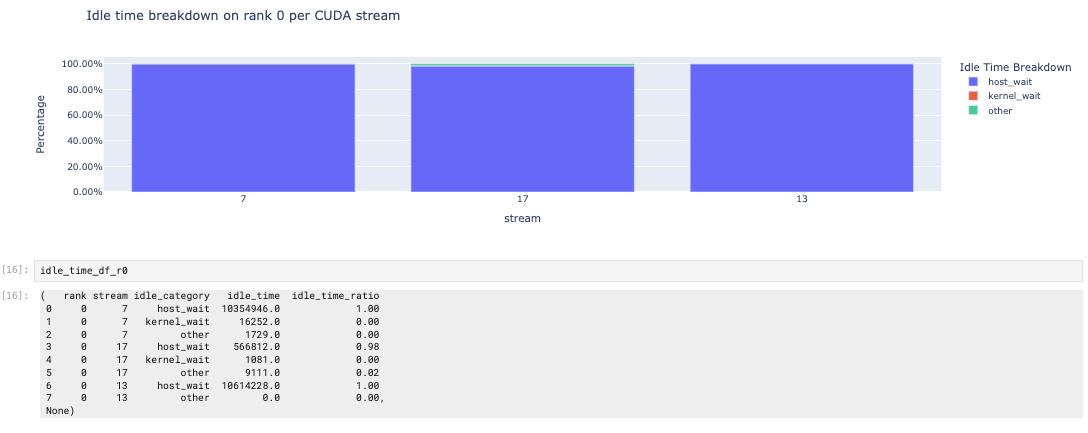 Idle time breakdown on rank 0 per CUDA stream
100.00%
80.00%
60.00%
40.00%
20.00%
0.00%
Percentage
7 17 13
stream
Idle Time Breakdown
host_wait
kernel_wait
other
[16]: idle_time_df_r0
[16]: (   rank stream idle_category   idle_time  idle_time_ratio
0     0      7     host_wait  10354946.0             1.00
1     0      7   kernel_wait     16252.0             0.00
2     0      7         other      1729.0             0.00
3     0     17     host_wait    566812.0             0.98
4     0     17   kernel_wait      1081.0             0.00
5     0     17         other      9111.0             0.02
6     0     13     host_wait  10614228.0             1.00
7     0     13         other         0.0             0.00,
None)